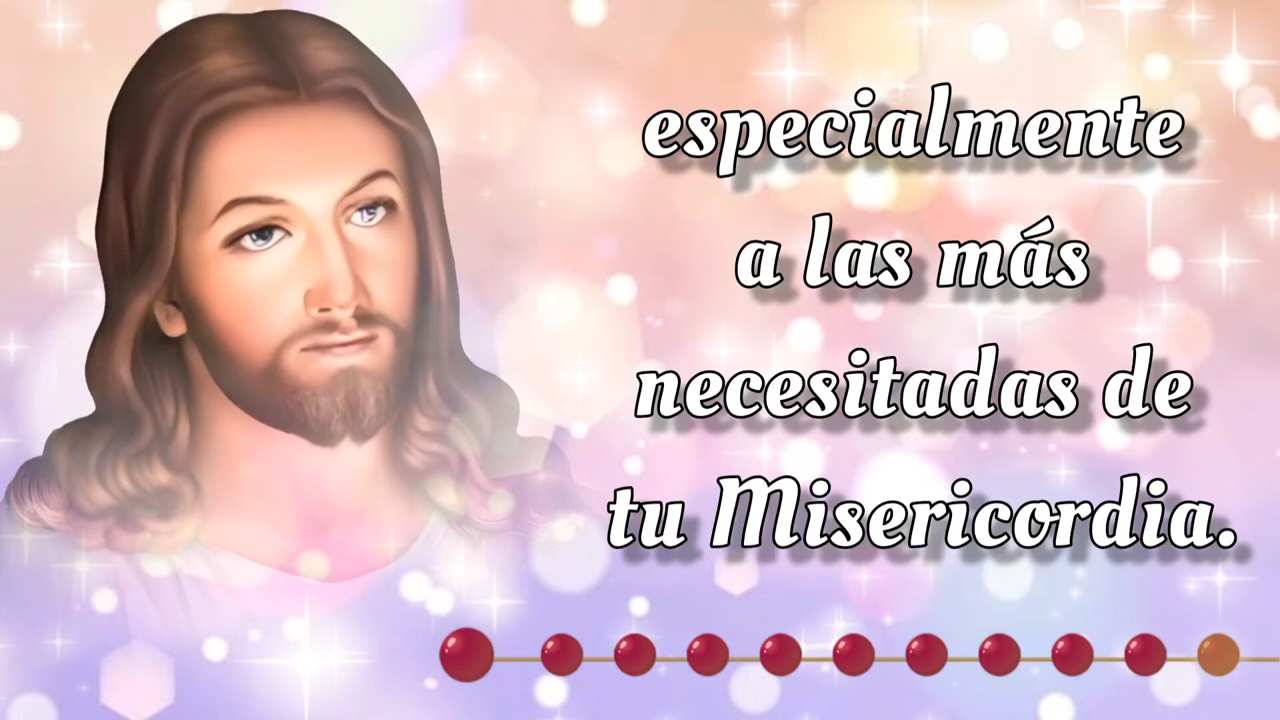 especialmente
a las más
necesitadas de
tu Misericordia.